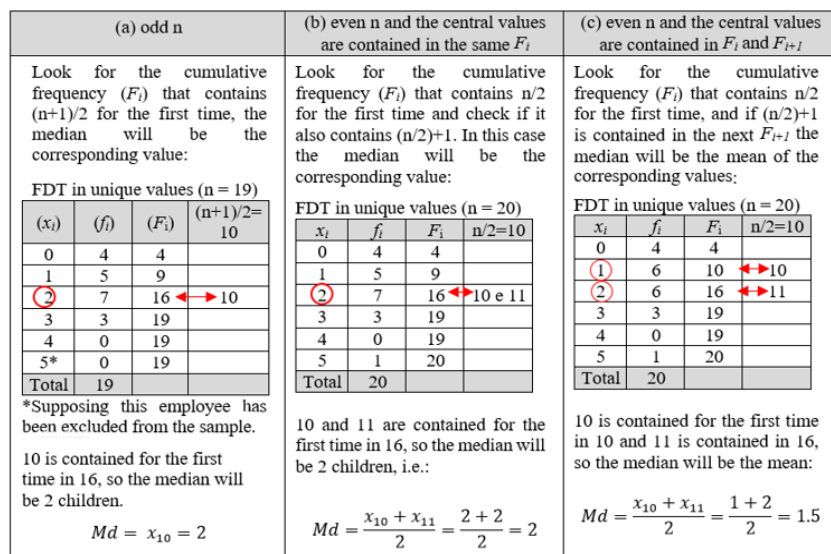 (a) odd n
Look for the cumulative
frequency (Fᵢ) that contains
(n+1)/2 for the first time, the
median will be the
corresponding value:
FDT in unique values (n = 19)
(xᵢ) (fᵢ) (Fᵢ) (n+1)/2=
10
0 4 4
1 5 9
2 7 16 10
3 3 19
4 0 19
5* 0 19
Total 19
*Supposing this employee has
been excluded from the sample.
10 is contained for the first
time in 16, so the median will
be 2 children.
Md = x₁₀ = 2
(b) even n and the central values
are contained in the same Fᵢ
Look for the cumulative
frequency (Fᵢ) that contains n/2
for the first time and check if it
also contains (n/2)+1. In this case
the median will be the
corresponding value:
FDT in unique values (n = 20)
xᵢ fᵢ Fᵢ n/2=10
0 4 4
1 5 9
2 7 16 10 e 11
3 3 19
4 0 19
5 1 20
Total 20
10 and 11 are contained for the
first time in 16, so the median will
be 2 children, i.e.:
Md = (x₁₀ + x₁₁)/2 = (2 + 2)/2 = 2
(c) even n and the central values
are contained in Fᵢ and Fᵢ₊₁
Look for the cumulative
frequency (Fᵢ) that contains n/2
for the first time, and if (n/2)+1
is contained in the next Fᵢ₊₁ the
median will be the mean of the
corresponding values:
FDT in unique values (n = 20)
xᵢ fᵢ Fᵢ n/2=10
0 4 4
1 6 10 10
2 6 16 11
3 3 19
4 0 19
5 1 20
Total 20
10 is contained for the first time
in 10 and 11 is contained in 16,
so the median will be the mean:
Md = (x₁₀ + x₁₁)/2 = (1 + 2)/2 = 1.5